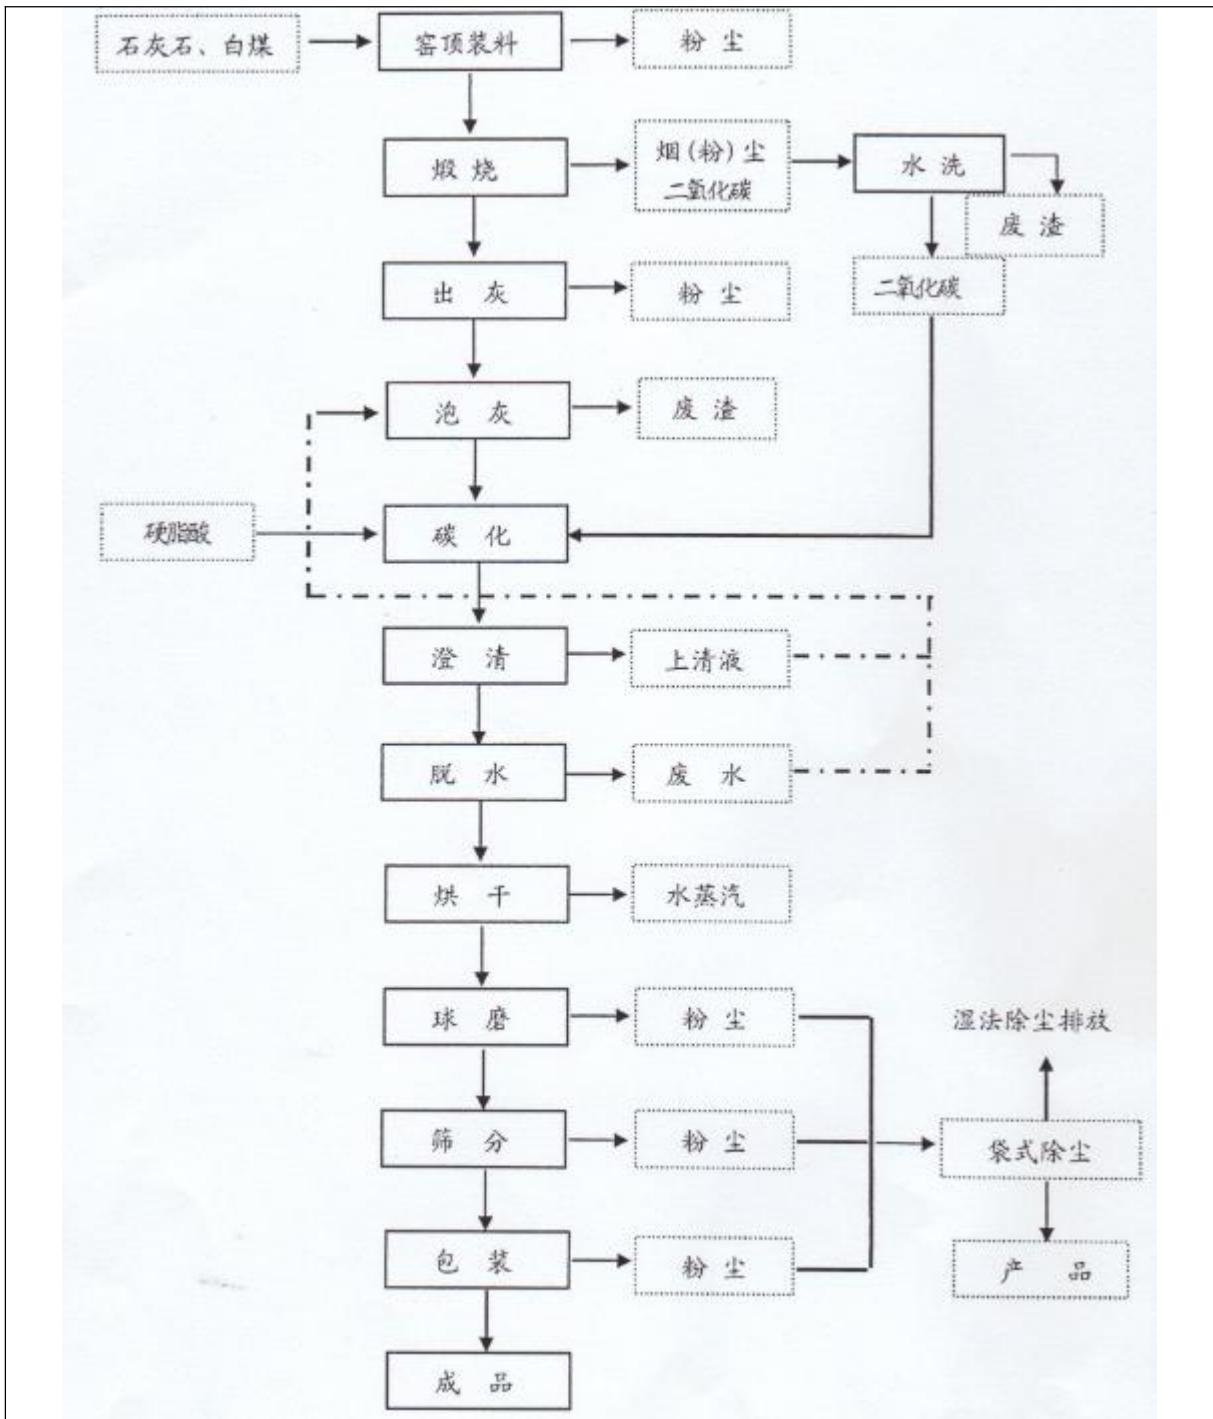 石灰石、白煤
窑顶装料
粉尘
煅烧
烟(粉)尘
二氧化碳
水洗
废渣
二氧化碳
出灰
粉尘
泡灰
废渣
硬脂酸
碳化
澄清
上清液
脱水
废水
烘干
水蒸汽
球磨
粉尘
湿法除尘排放
筛分
粉尘
袋式除尘
包装
粉尘
产品
成品